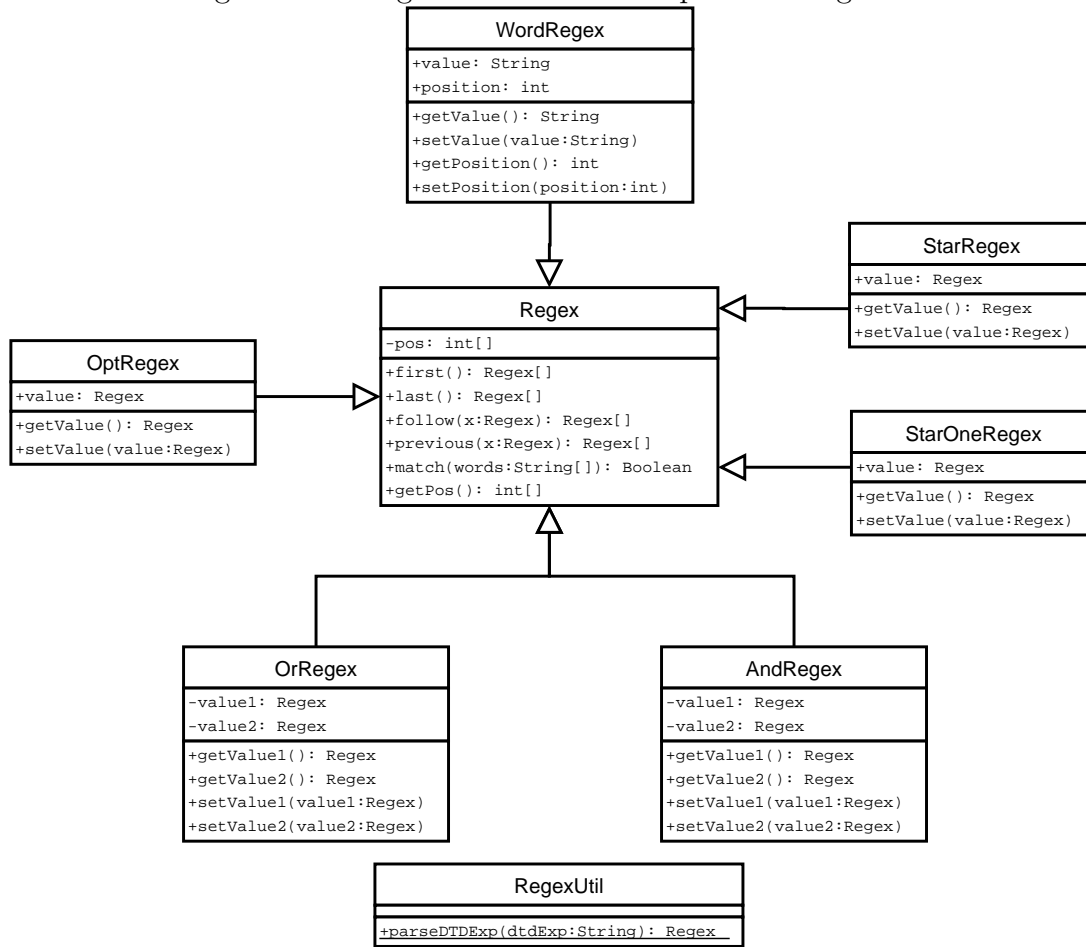 WordRegex
+value: String
+position: int
+getValue(): String
+setValue(value:String)
+getPosition(): int
+setPosition(position:int)
StarRegex
+value: Regex
+getValue(): Regex
+setValue(value:Regex)
Regex
-pos: int[]
+first(): Regex[]
+last(): Regex[]
+follow(x:Regex): Regex[]
+previous(x:Regex): Regex[]
+match(words:String[]): Boolean
+getPos(): int[]
OptRegex
+value: Regex
+getValue(): Regex
+setValue(value:Regex)
StarOneRegex
+value: Regex
+getValue(): Regex
+setValue(value:Regex)
OrRegex
-value1: Regex
-value2: Regex
+getValue1(): Regex
+getValue2(): Regex
+setValue1(value1:Regex)
+setValue2(value2:Regex)
AndRegex
-value1: Regex
-value2: Regex
+getValue1(): Regex
+getValue2(): Regex
+setValue1(value1:Regex)
+setValue2(value2:Regex)
RegexUtil
+parseDTDExp(dtdExp:String): Regex